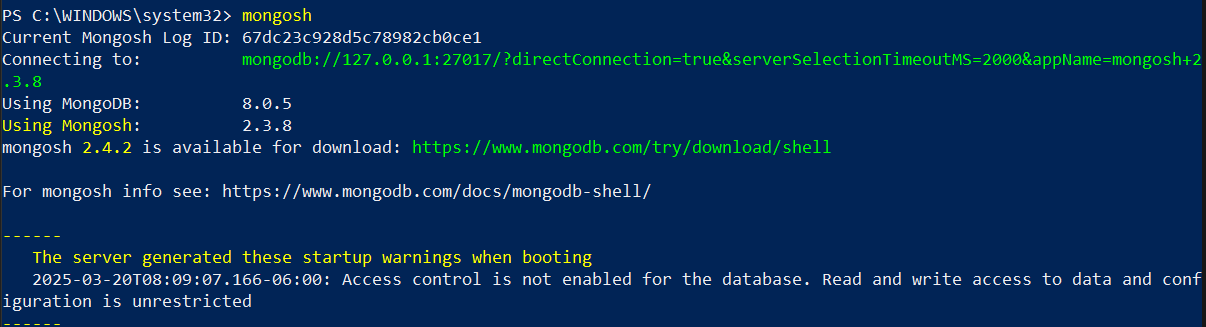 PS C:\WINDOWS\system32> mongosh
Current Mongosh Log ID: 67dc23c928d5c78982cb0ce1
Connecting to:          mongodb://127.0.0.1:27017/?directConnection=true&serverSelectionTimeoutMS=2000&appName=mongosh+2
.3.8
Using MongoDB:          8.0.5
Using Mongosh:          2.3.8
mongosh 2.4.2 is available for download: https://www.mongodb.com/try/download/shell
For mongosh info see: https://www.mongodb.com/docs/mongodb-shell/
------
   The server generated these startup warnings when booting
   2025-03-20T08:09:07.166-06:00: Access control is not enabled for the database. Read and write access to data and conf
iguration is unrestricted
------